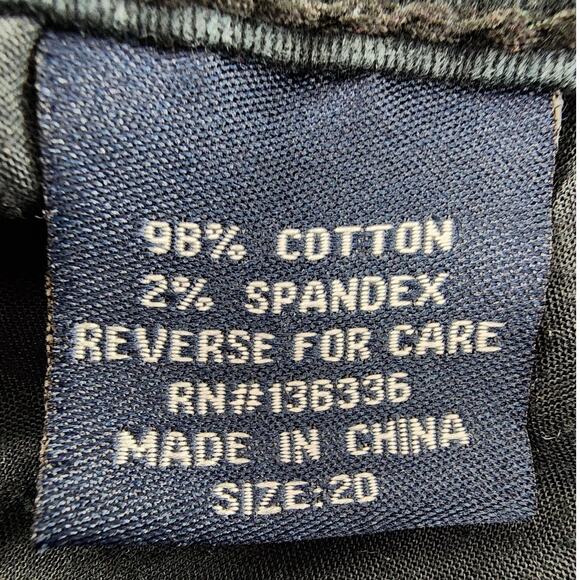 98% COTTON
2% SPANDEX
REVERSE FOR CARE
RN#136336
MADE IN CHINA
SIZE:20